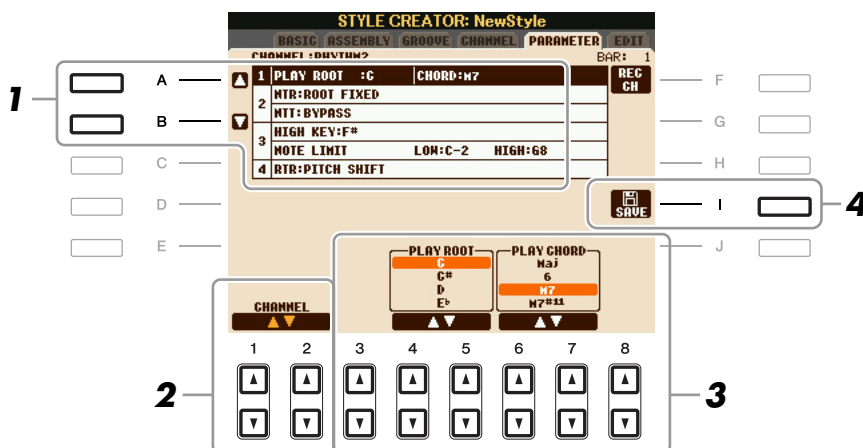 STYLE CREATOR: NewStyle
BASIC ASSEMBLY GROOVE CHANNEL PARAMETER EDIT
CHANNEL:RHYTHM2 BAR: 1
1 PLAY ROOT :C CHORD:M7
2 NTR:ROOT FIXED
NTT:BYPASS
3 HIGH KEY:F#
NOTE LIMIT LOW:C-2 HIGH:G8
4 RTR:PITCH SHIFT
REC CH
SAVE
A
B
C
D
E
F
G
H
I
J
1
4
PLAY ROOT
C
C#
D
E♭
PLAY CHORD
Maj
6
M7
M7#11
CHANNEL
1 2 3 4 5 6 7 8
2
3